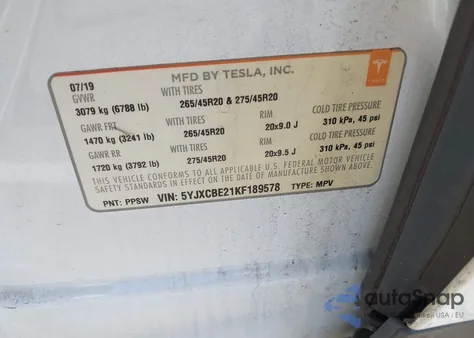 MFD BY TESLA, INC.
TESLA
07/19
GVWR WITH TIRES
3079 kg (6788 lb) 265/45R20 & 275/45R20
GAWR FRT WITH TIRES RIM COLD TIRE PRESSURE
1470 kg (3241 lb) 265/45R20 20x9.0 J 310 kPa, 45 psi
GAWR RR WITH TIRES RIM COLD TIRE PRESSURE
1720 kg (3792 lb) 275/45R20 20x9.5 J 310 kPa, 45 psi
THIS VEHICLE CONFORMS TO ALL APPLICABLE U.S. FEDERAL MOTOR VEHICLE
SAFETY STANDARDS IN EFFECT ON THE DATE OF MANUFACTURE SHOWN ABOVE.
PNT: PPSW VIN: 5YJXCBE21KF189578 TYPE: MPV
autoSnap
USA | EU